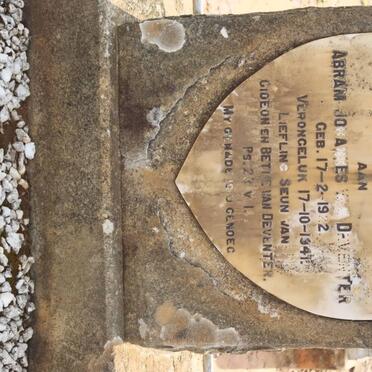 AAN
ABRAM JOHANNES VAN DEVENTER
GEB. 17-2-1912
VERONGELUK 17-10-1941
LIEFLING SEUN VAN
GIDEON EN BETTIE VAN DEVENTER.
MY GENADE IS U GENOEG
Ps. 23 V